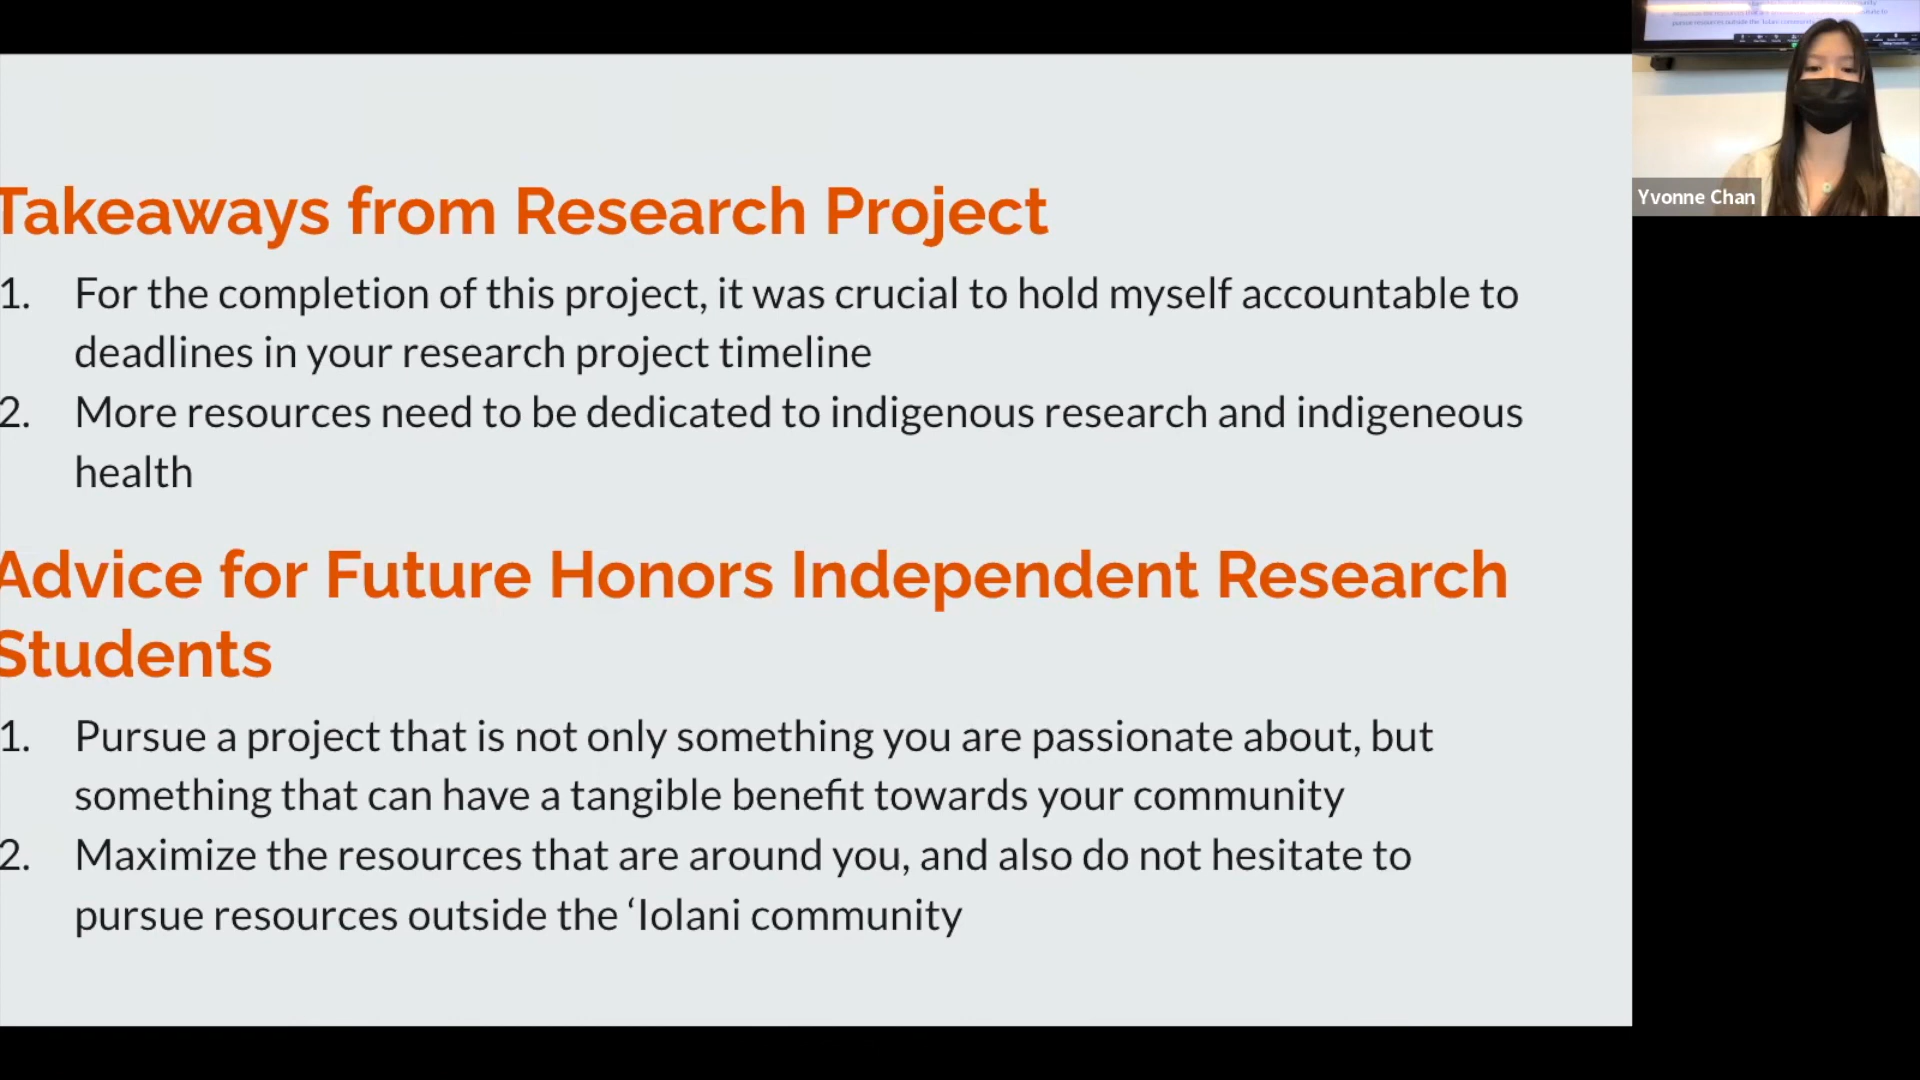 Takeaways from Research Project
1. For the completion of this project, it was crucial to hold myself accountable to
deadlines in your research project timeline
2. More resources need to be dedicated to indigenous research and indigeneous
health
Advice for Future Honors Independent Research
Students
1. Pursue a project that is not only something you are passionate about, but
something that can have a tangible benefit towards your community
2. Maximize the resources that are around you, and also do not hesitate to
pursue resources outside the ‘Iolani community
Yvonne Chan